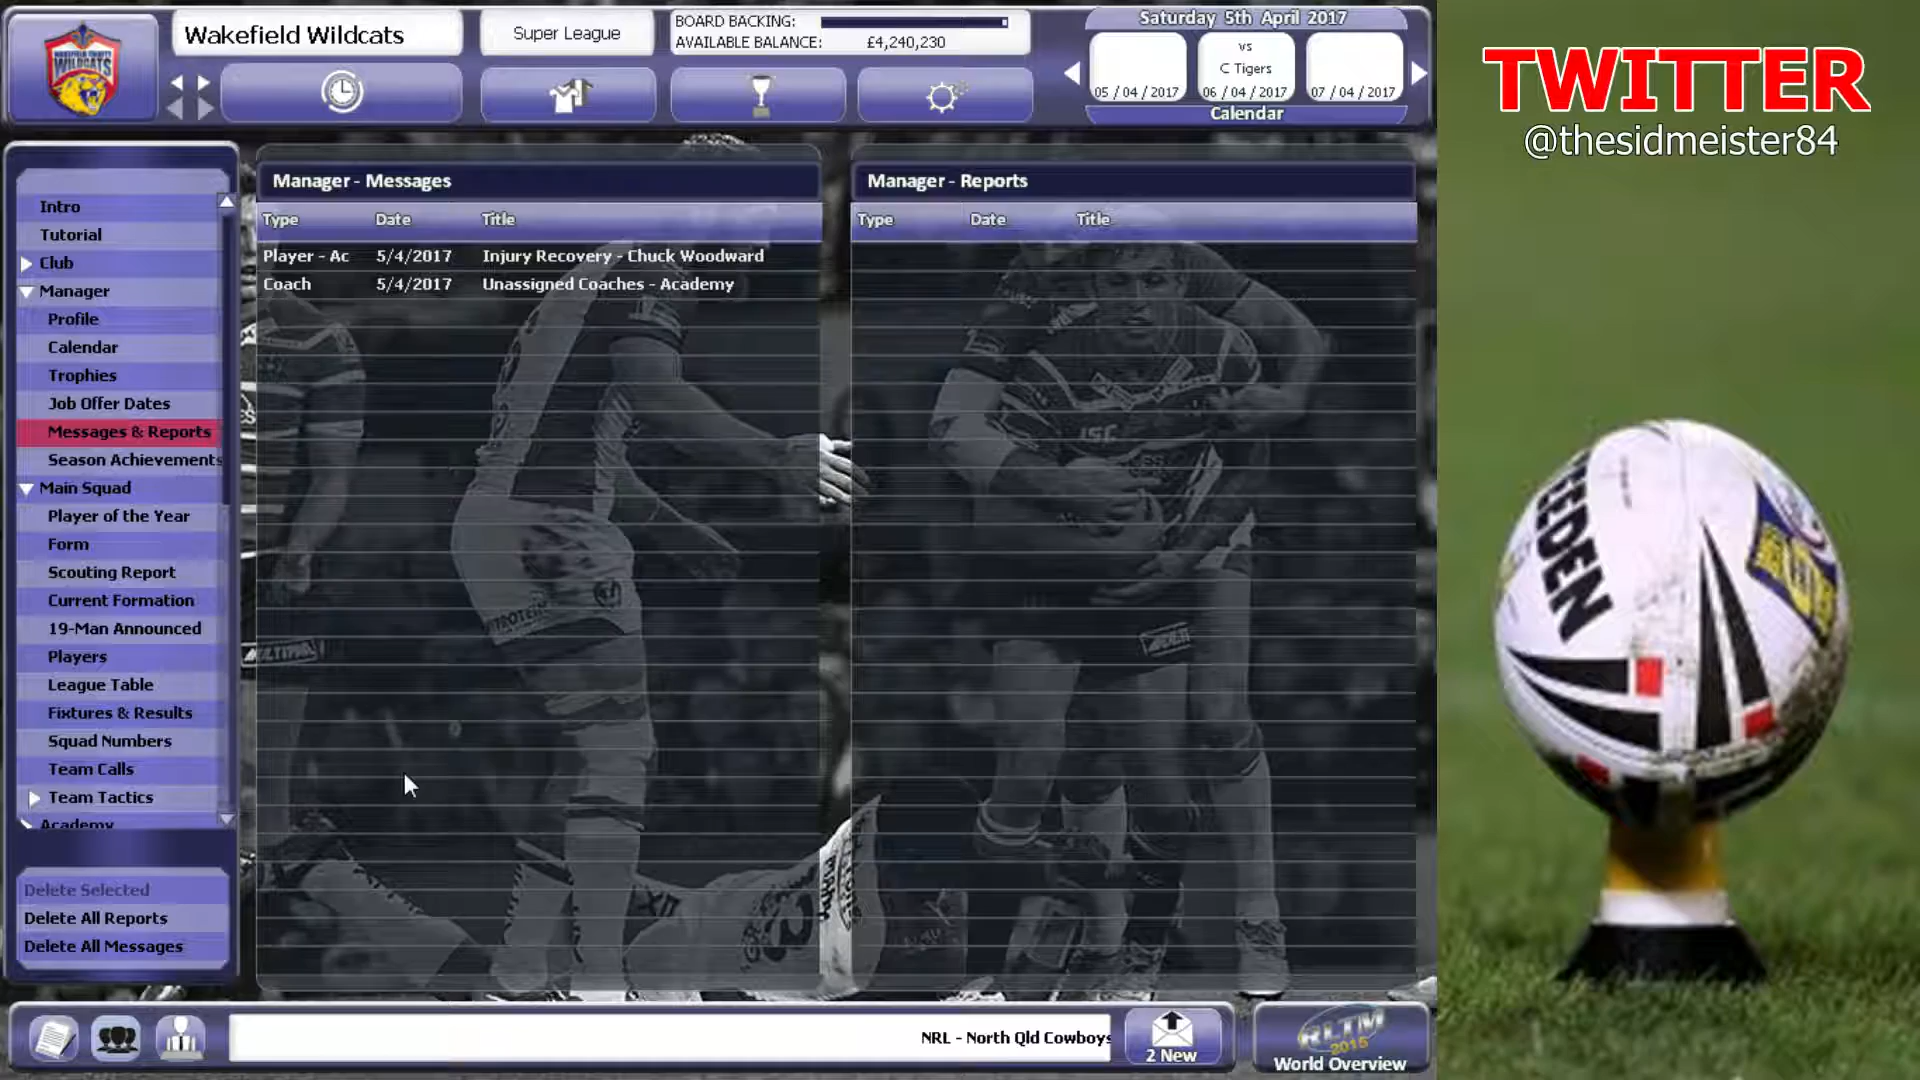 Wakefield Wildcats
Super League
BOARD BACKING:
AVAILABLE BALANCE: £4,240,230
Saturday 5th April 2017
vs
C Tigers
05 / 04 / 2017
06 / 04 / 2017
07 / 04 / 2017
Calendar
WILDCATS
TWITTER
@thesidmeister84
Intro
Tutorial
Club
Manager
Profile
Calendar
Trophies
Job Offer Dates
Messages & Reports
Season Achievements
Main Squad
Player of the Year
Form
Scouting Report
Current Formation
19-Man Announced
Players
League Table
Fixtures & Results
Squad Numbers
Team Calls
Team Tactics
Academy
Delete Selected
Delete All Reports
Delete All Messages
Manager - Messages
Type Date Title
Player - Ac 5/4/2017 Injury Recovery - Chuck Woodward
Coach 5/4/2017 Unassigned Coaches - Academy
Manager - Reports
Type Date Title
ISC
NRL - North Qld Cowboys
2 New
RLTM
2015
World Overview